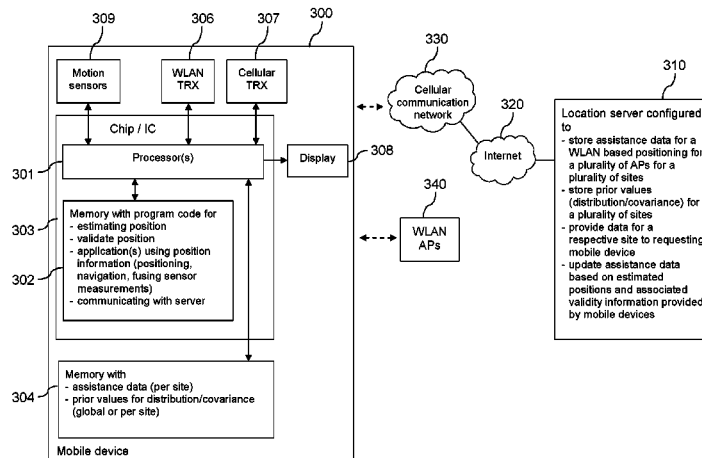 309
306
307
300
330
310
Motion
sensors
WLAN
TRX
Cellular
TRX
Cellular
communication
network
320
Internet
Chip / IC
301
Processor(s)
Display
308
303
302
Memory with program code for
- estimating position
- validate position
- application(s) using position
information (positioning,
navigation, fusing sensor
measurements)
- communicating with server
340
WLAN
APs
Location server configured
to
- store assistance data for a
WLAN based positioning for
a plurality of APs for a
plurality of sites
- store prior values
(distribution/covariance) for
a plurality of sites
- provide data for a
respective site to requesting
mobile device
- update assistance data
based on estimated
positions and associated
validity information provided
by mobile devices
304
Memory with
- assistance data (per site)
- prior values for distribution/covariance
(global or per site)
Mobile device